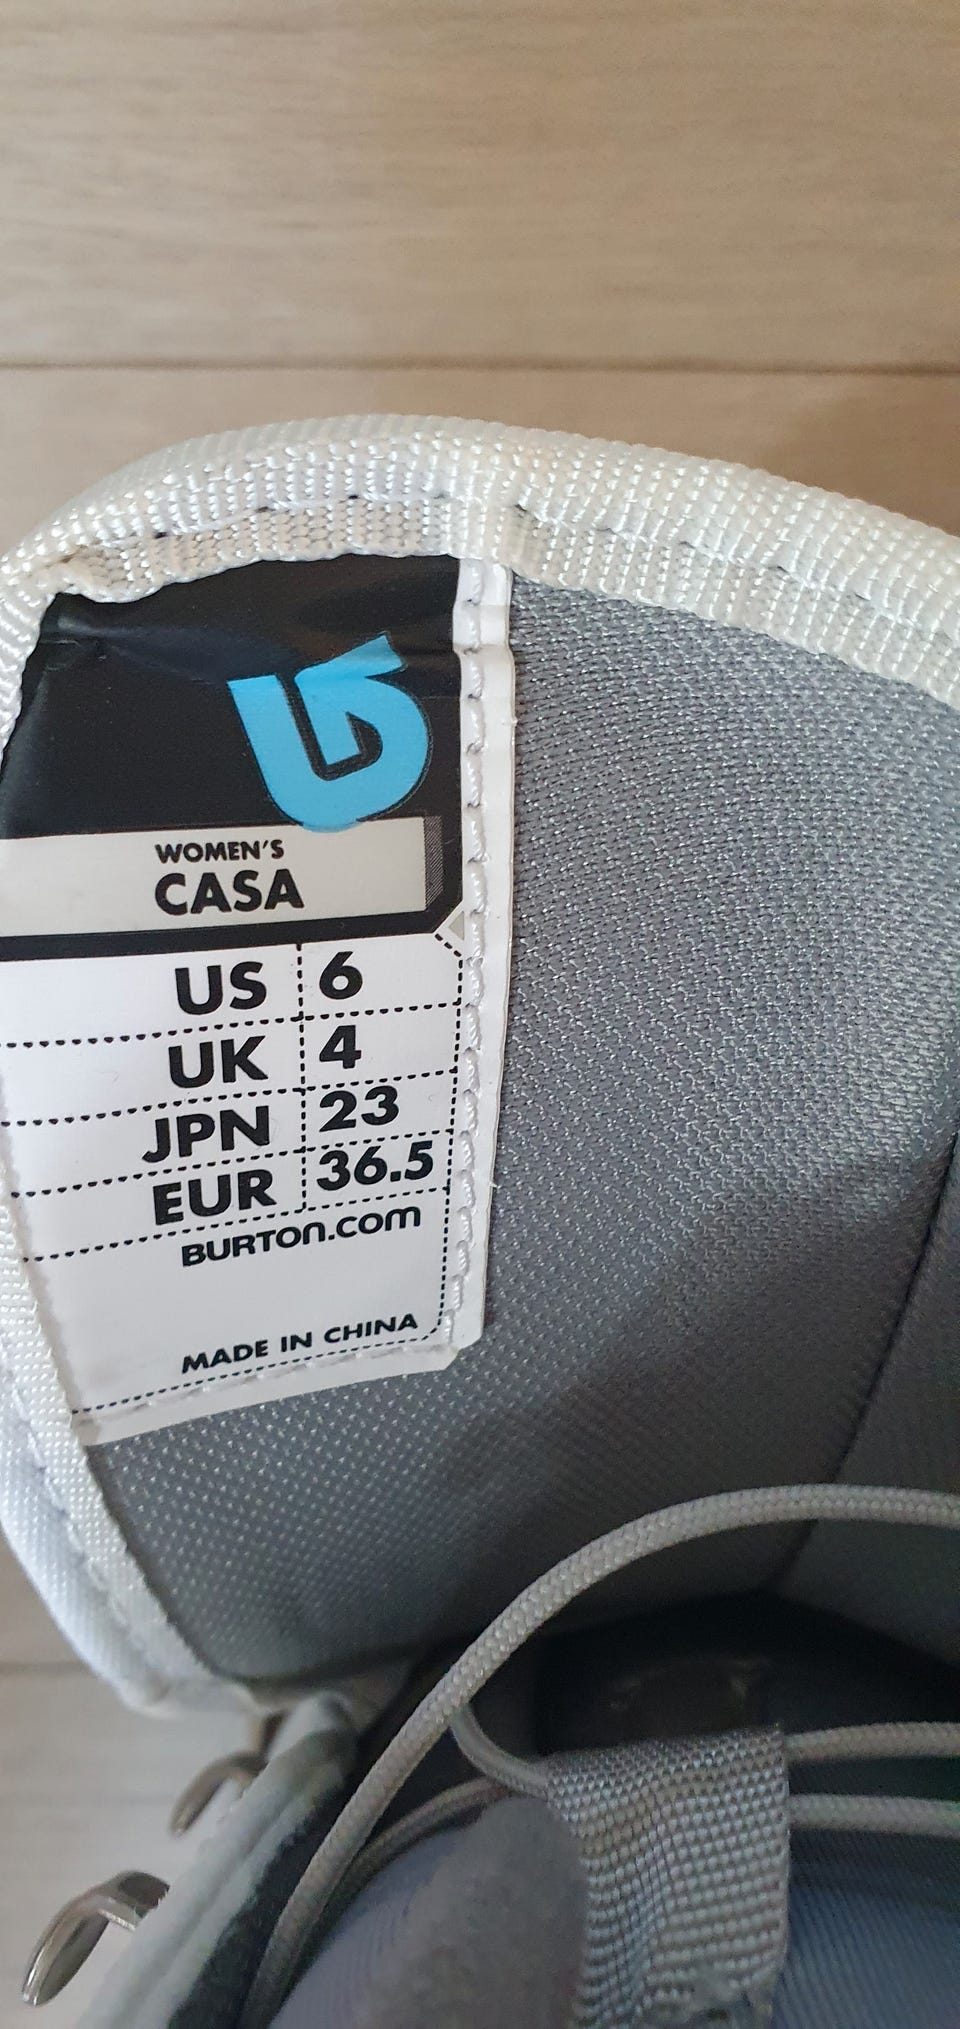 WOMEN'S
CASA
US 6
UK 4
JPN 23
EUR 36.5
BURTON.COM
MADE IN CHINA